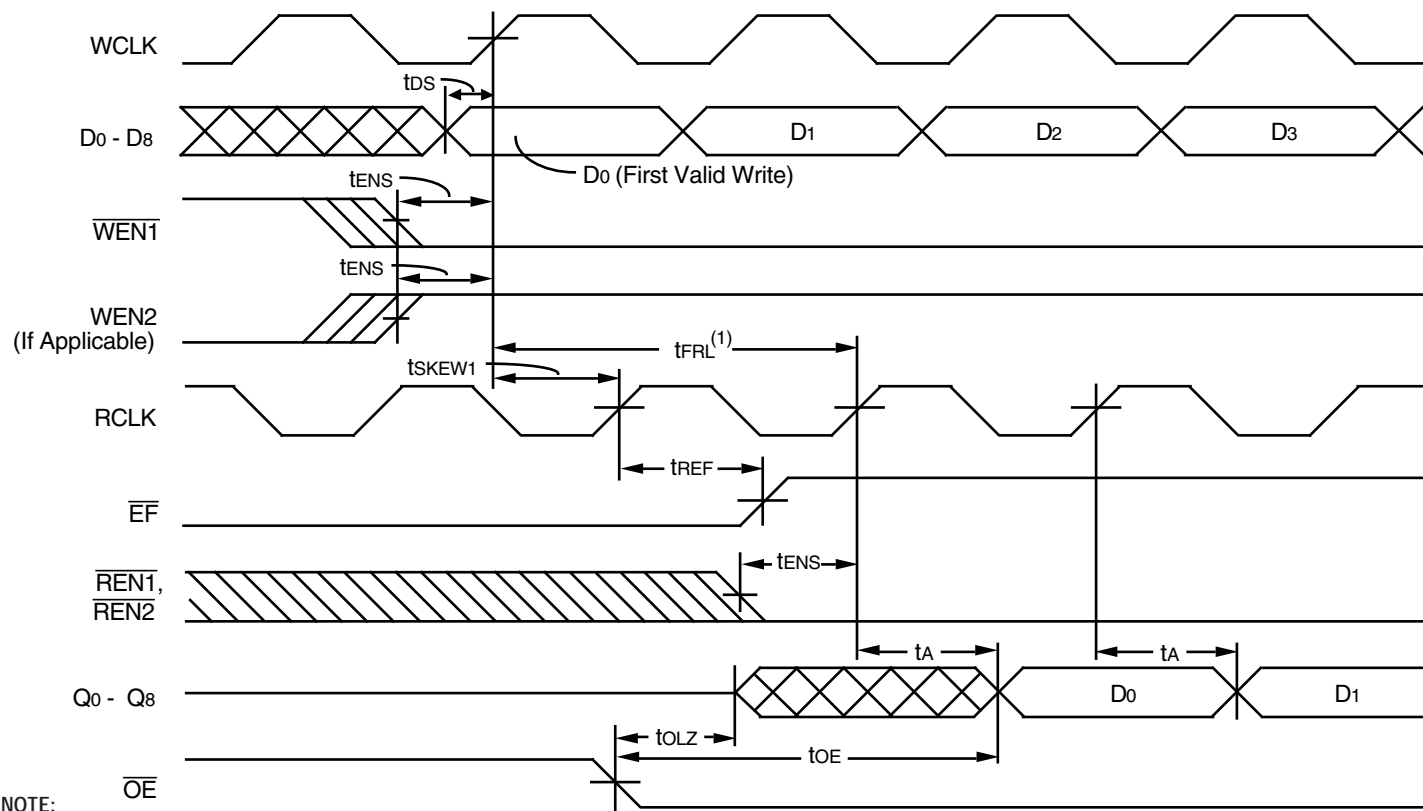 WCLK
tDS
D0 - D8
D1
D2
D3
D0 (First Valid Write)
tENS
WEN1
tENS
WEN2
(If Applicable)
tFRL(1)
tSKEW1
RCLK
tREF
EF
tENS
REN1,
REN2
tA
tA
Q0 - Q8
D0
D1
tOLZ
tOE
OE
NOTE: